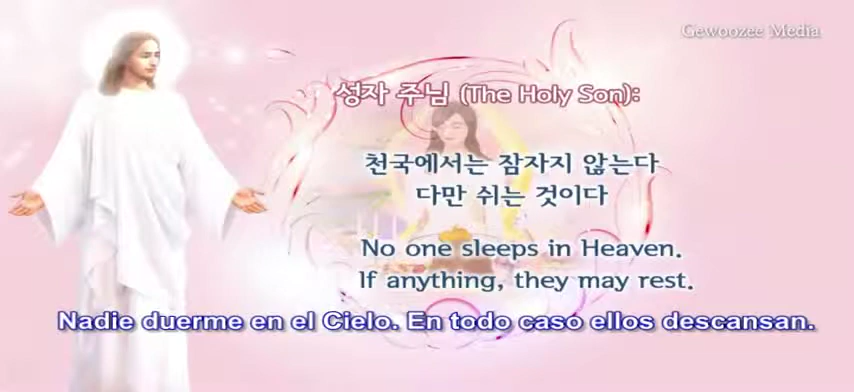 Gewoozee Media
성자 주님 (The Holy Son):
천국에서는 잠자지 않는다
다만 쉬는 것이다
No one sleeps in Heaven.
If anything, they may rest.
Nadie duerme en el Cielo. En todo caso ellos descansan.